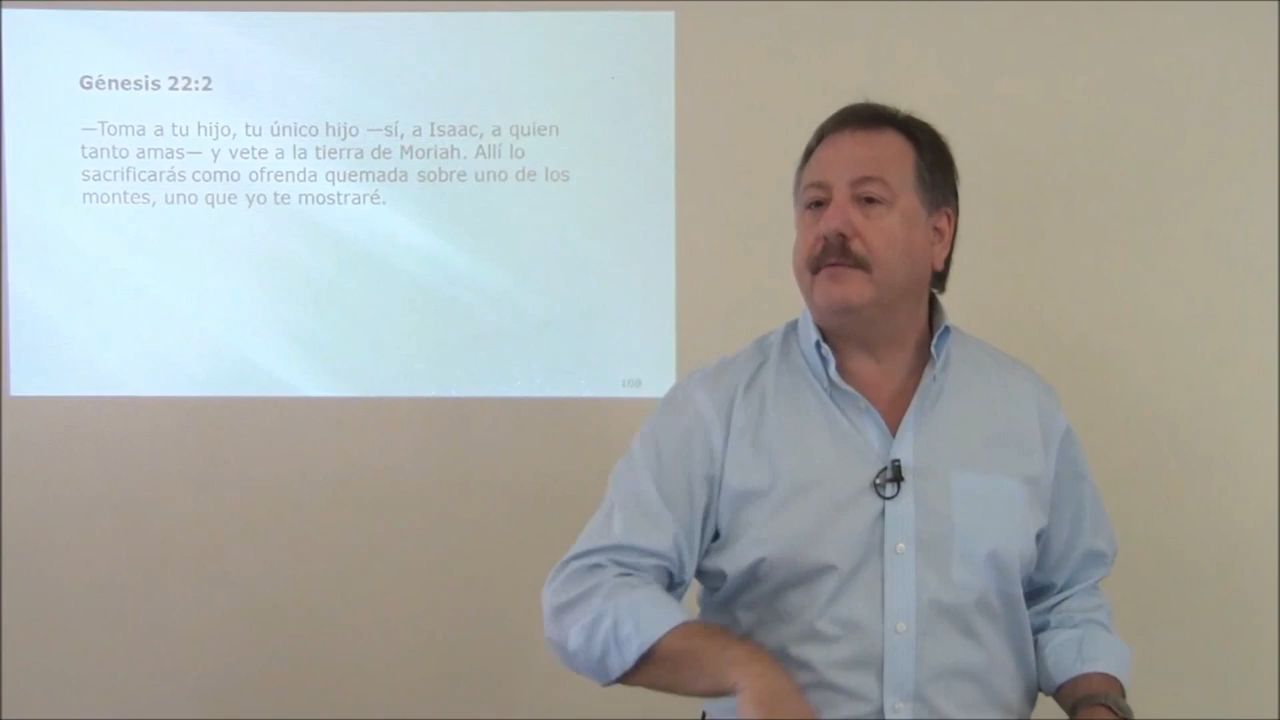 Génesis 22:2
—Toma a tu hijo, tu único hijo —sí, a Isaac, a quien
tanto amas— y vete a la tierra de Moriah. Allí lo
sacrificarás como ofrenda quemada sobre uno de los
montes, uno que yo te mostraré.